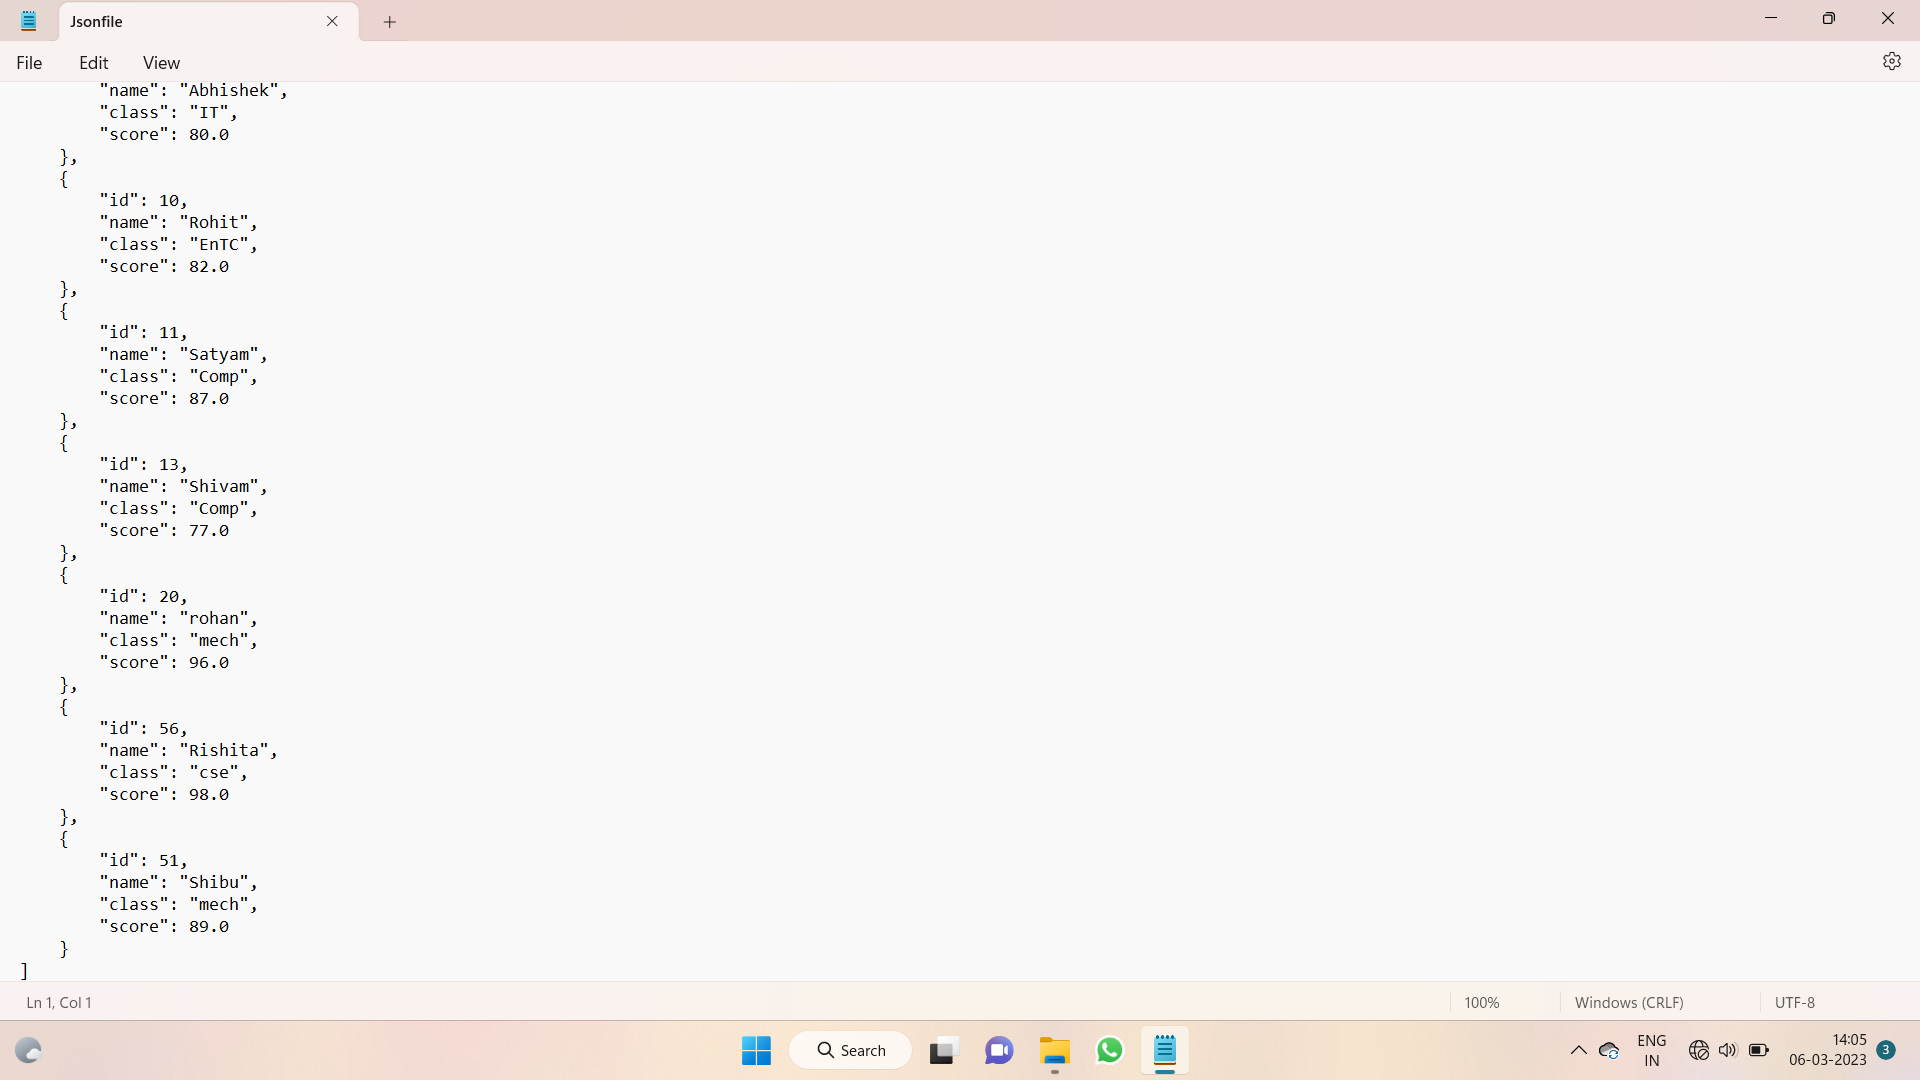 Jsonfile
File Edit View
"name": "Abhishek",
"class": "IT",
"score": 80.0
},
{
"id": 10,
"name": "Rohit",
"class": "EnTC",
"score": 82.0
},
{
"id": 11,
"name": "Satyam",
"class": "Comp",
"score": 87.0
},
{
"id": 13,
"name": "Shivam",
"class": "Comp",
"score": 77.0
},
{
"id": 20,
"name": "rohan",
"class": "mech",
"score": 96.0
},
{
"id": 56,
"name": "Rishita",
"class": "cse",
"score": 98.0
},
{
"id": 51,
"name": "Shibu",
"class": "mech",
"score": 89.0
}
]
Ln 1, Col 1 100% Windows (CRLF) UTF-8
Search
ENG
IN
14:05
06-03-2023
3